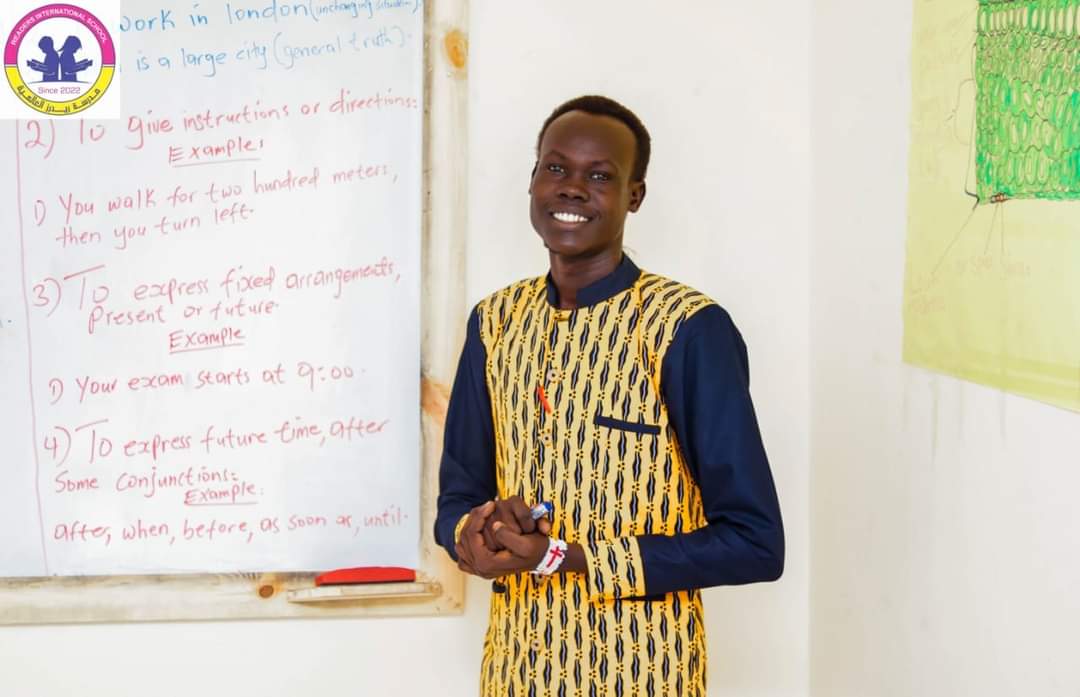 READERS INTERNATIONAL SCHOOL
Since 2022
مدرسة ريدرز العالمية
work in london (unchanging situation).
is a large city (general truth).
2) To give instructions or directions:
Example:
1) You walk for two hundred meters,
then you turn left.
3) To express fixed arrangements,
Present or future.
Example
1) Your exam starts at 9:00.
4) To express future time, after
Some conjunctions:
Example:
after, when, before, as soon as, until.